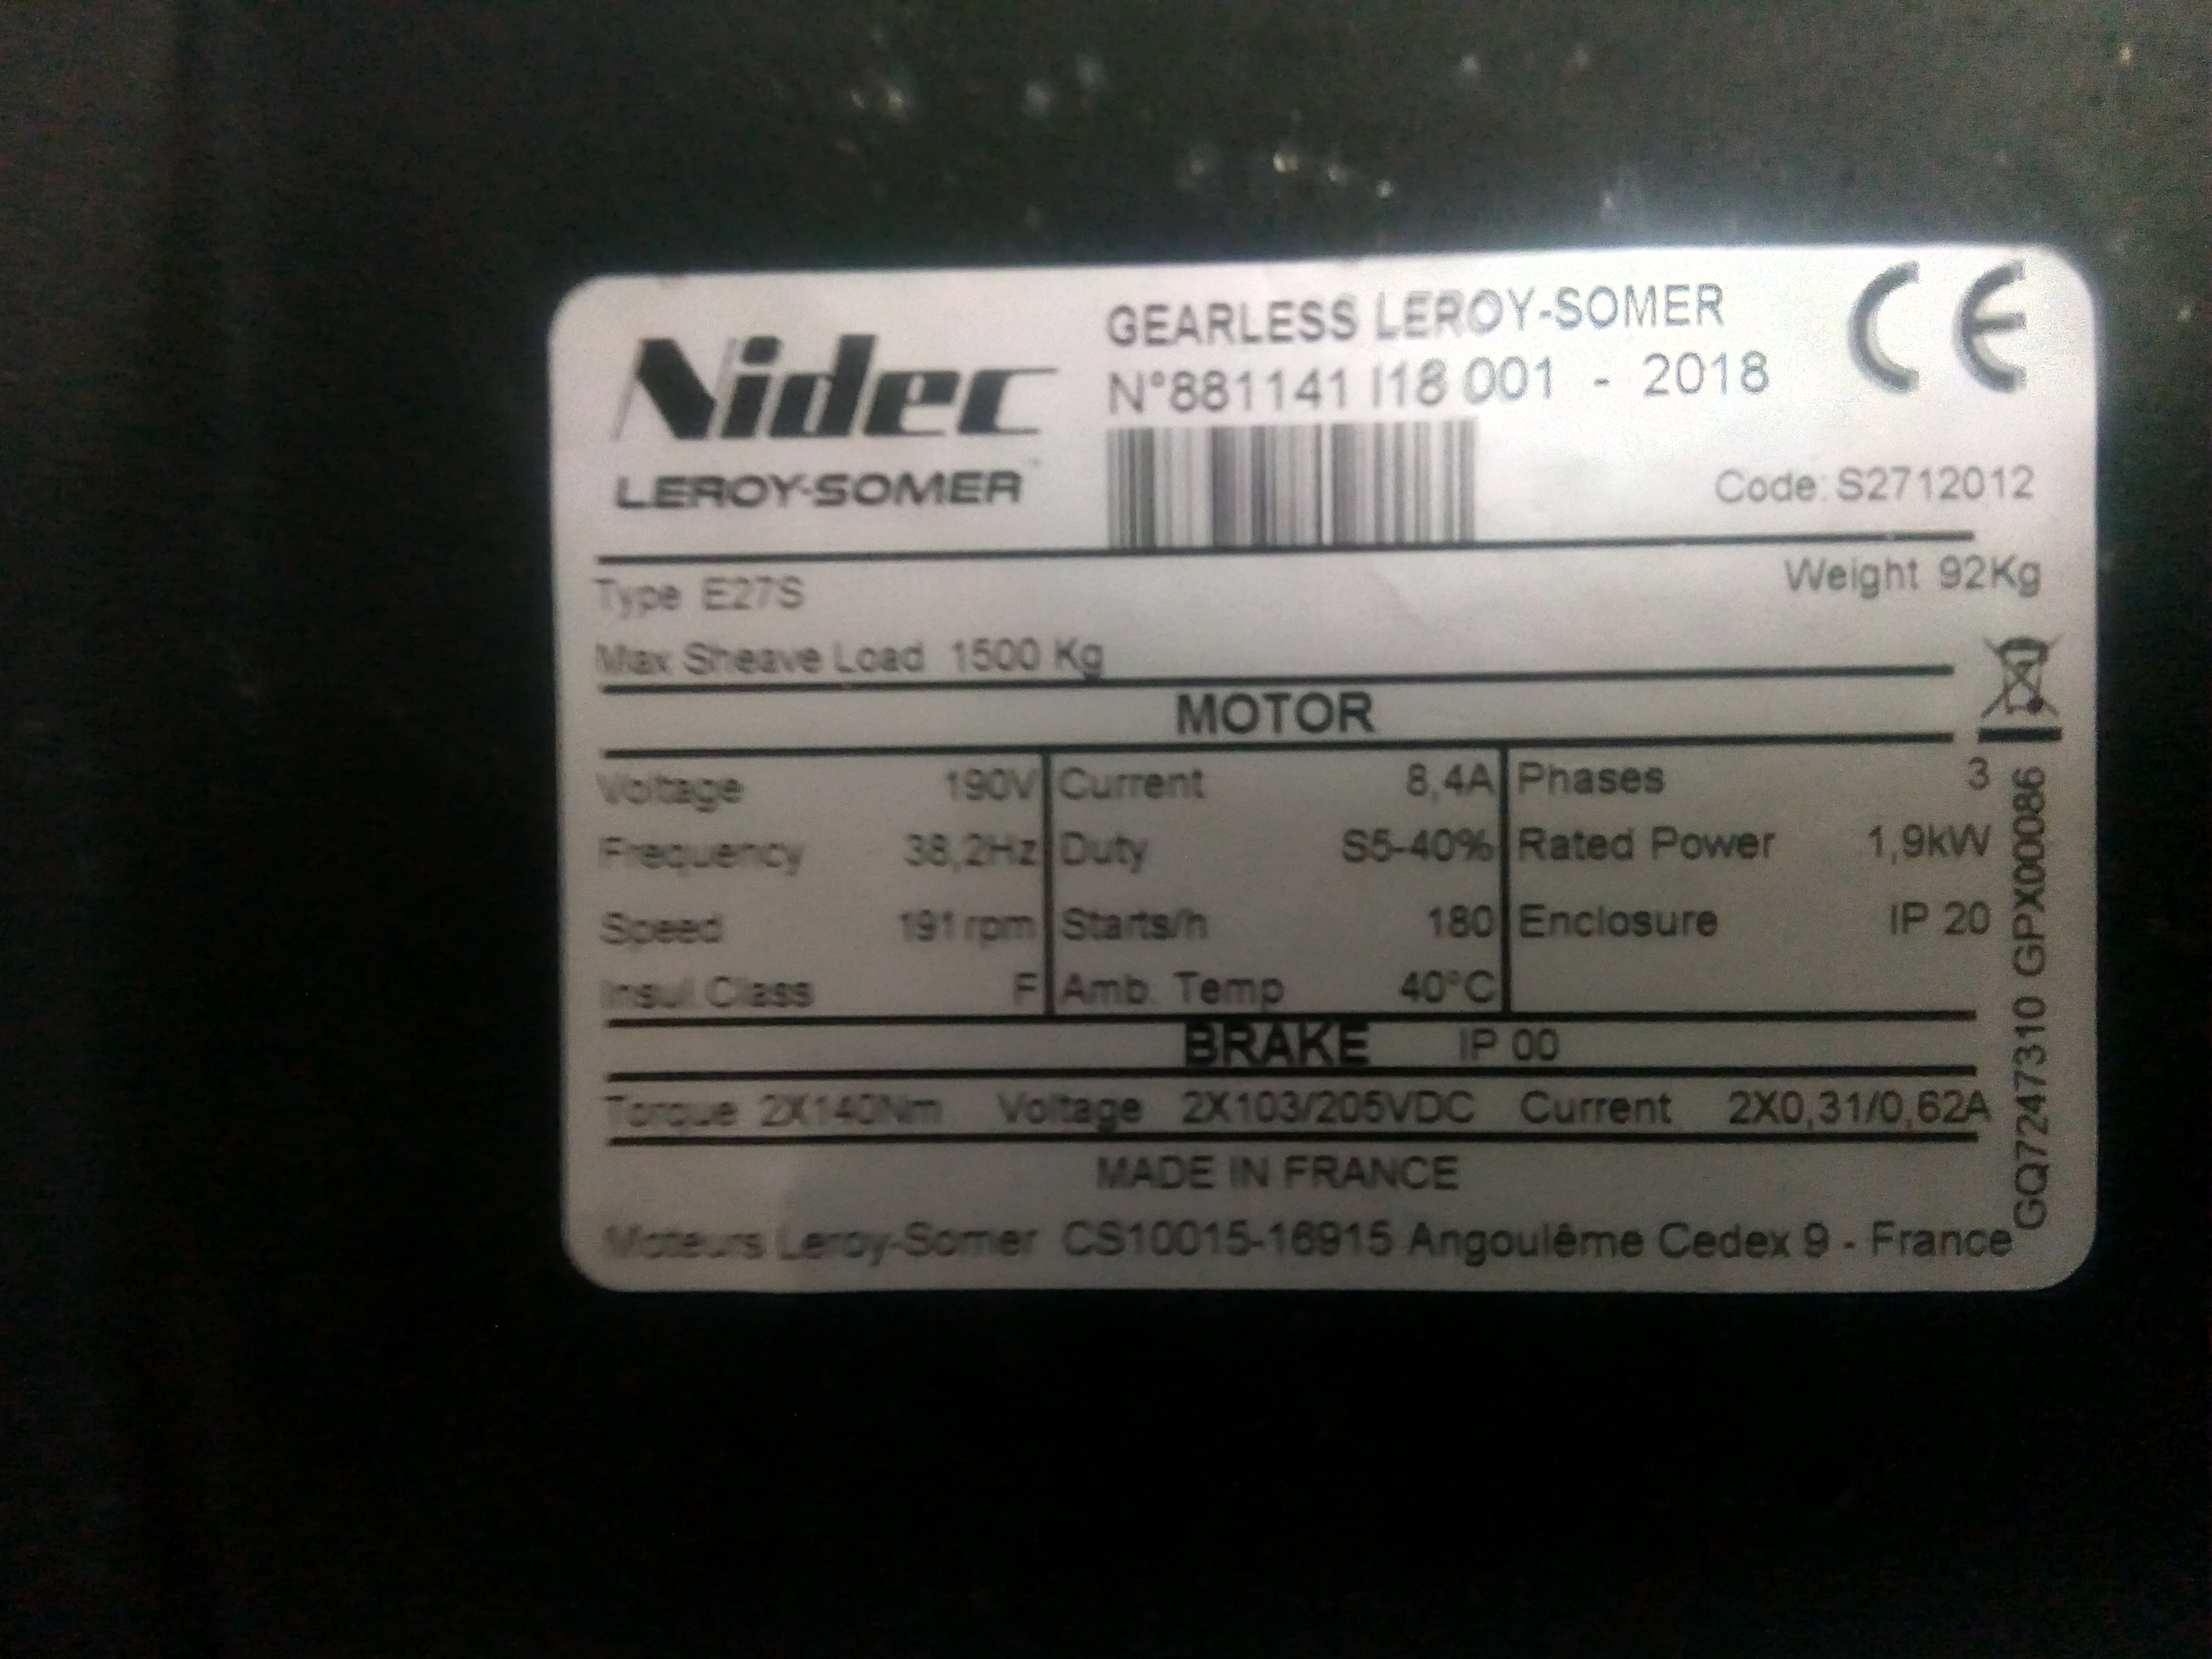 Nidec
LEROY-SOMER
GEARLESS LEROY-SOMER
N°881141 I18 001 - 2018
CE
Code: S2712012
Type E27S
Weight 92Kg
Max Sheave Load 1500 Kg
MOTOR
Voltage 190V Current 8,4A Phases 3
Frequency 38,2Hz Duty S5-40% Rated Power 1,9kW
Speed 191 rpm Starts/h 180 Enclosure IP 20
Insul.Class F Amb. Temp 40°C
BRAKE IP 00
Torque 2X140Nm Voltage 2X103/205VDC Current 2X0,31/0,62A
MADE IN FRANCE
Moteurs Leroy-Somer CS10015-16915 Angoulême Cedex 9 - France
GQ7247310 GPX00086